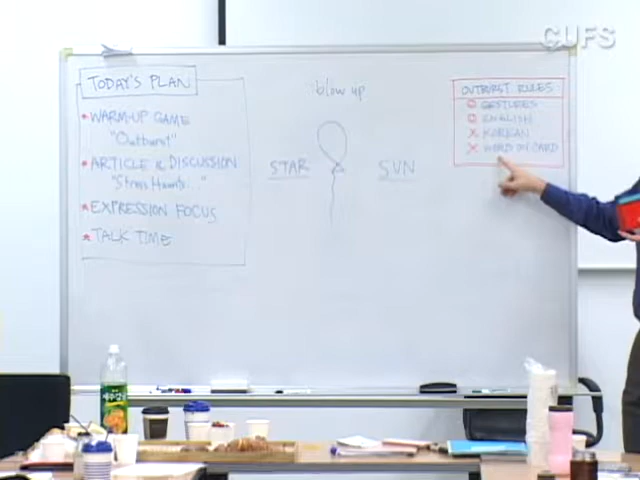 CUFS
TODAY'S PLAN
* WARM-UP GAME
"Outburst"
* ARTICLE & DISCUSSION
"Stress Haunts..."
* EXPRESSION FOCUS
* TALK TIME
blow up
STAR
SUN
OUTBURST RULES
O GESTURES
O ENGLISH
X KOREAN
X WORD ON CARD